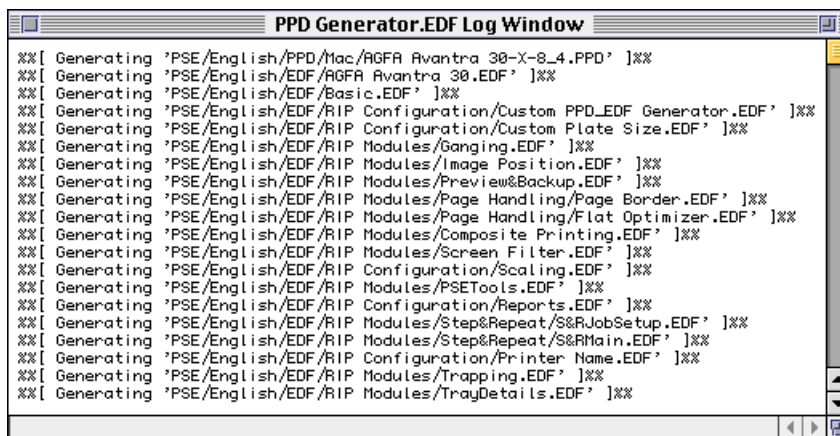 PPD Generator.EDF Log Window
%%[ Generating 'PSE/English/PPD/Mac/AGFA Avantra 30-X-8_4.PPD' ]%%
%%[ Generating 'PSE/English/EDF/AGFA Avantra 30.EDF' ]%%
%%[ Generating 'PSE/English/EDF/Basic.EDF' ]%%
%%[ Generating 'PSE/English/EDF/RIP Configuration/Custom PPD_EDF Generator.EDF' ]%%
%%[ Generating 'PSE/English/EDF/RIP Configuration/Custom Plate Size.EDF' ]%%
%%[ Generating 'PSE/English/EDF/RIP Modules/Ganging.EDF' ]%%
%%[ Generating 'PSE/English/EDF/RIP Modules/Image Position.EDF' ]%%
%%[ Generating 'PSE/English/EDF/RIP Modules/Preview&Backup.EDF' ]%%
%%[ Generating 'PSE/English/EDF/RIP Modules/Page Handling/Page Border.EDF' ]%%
%%[ Generating 'PSE/English/EDF/RIP Modules/Page Handling/Flat Optimizer.EDF' ]%%
%%[ Generating 'PSE/English/EDF/RIP Modules/Composite Printing.EDF' ]%%
%%[ Generating 'PSE/English/EDF/RIP Modules/Screen Filter.EDF' ]%%
%%[ Generating 'PSE/English/EDF/RIP Configuration/Scaling.EDF' ]%%
%%[ Generating 'PSE/English/EDF/RIP Modules/PSETools.EDF' ]%%
%%[ Generating 'PSE/English/EDF/RIP Configuration/Reports.EDF' ]%%
%%[ Generating 'PSE/English/EDF/RIP Modules/Step&Repeat/S&RJobSetup.EDF' ]%%
%%[ Generating 'PSE/English/EDF/RIP Modules/Step&Repeat/S&RMain.EDF' ]%%
%%[ Generating 'PSE/English/EDF/RIP Configuration/Printer Name.EDF' ]%%
%%[ Generating 'PSE/English/EDF/RIP Modules/Trapping.EDF' ]%%
%%[ Generating 'PSE/English/EDF/RIP Modules/TrayDetails.EDF' ]%%